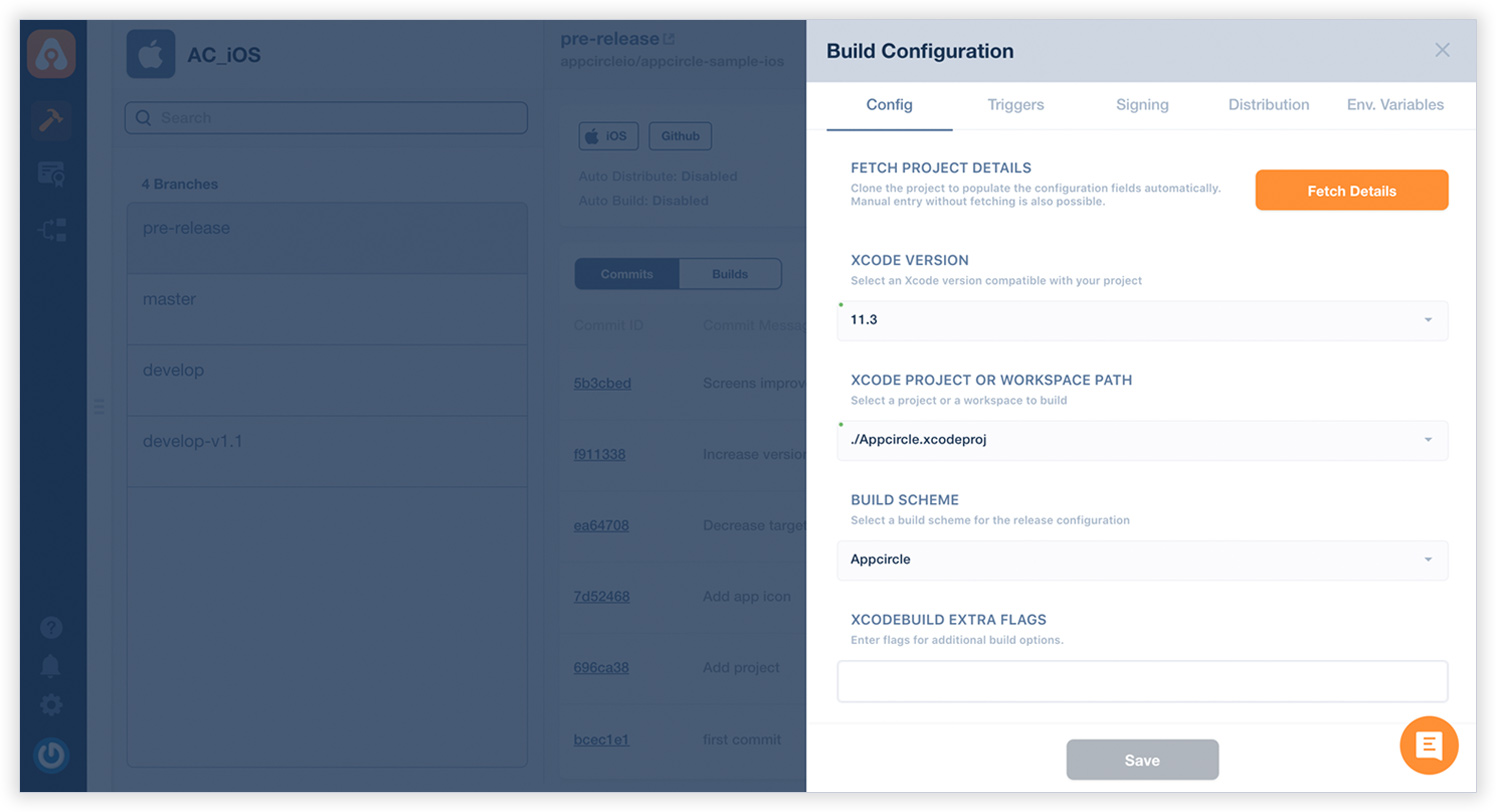 AC_iOS
Search
4 Branches
pre-release
master
develop
develop-v1.1
pre-release
appcircleio/appcircle-sample-ios
iOS
Github
Auto Distribute: Disabled
Auto Build: Disabled
Commits
Builds
Commit ID
Commit Messag
5b3cbed
Screens improv
f911338
Increase version
ea64708
Decrease target
7d52468
Add app icon
696ca38
Add project
bcec1e1
first commit
Build Configuration
Config
Triggers
Signing
Distribution
Env. Variables
FETCH PROJECT DETAILS
Clone the project to populate the configuration fields automatically.
Manual entry without fetching is also possible.
Fetch Details
XCODE VERSION
Select an Xcode version compatible with your project
11.3
XCODE PROJECT OR WORKSPACE PATH
Select a project or a workspace to build
./Appcircle.xcodeproj
BUILD SCHEME
Select a build scheme for the release configuration
Appcircle
XCODEBUILD EXTRA FLAGS
Enter flags for additional build options.
Save